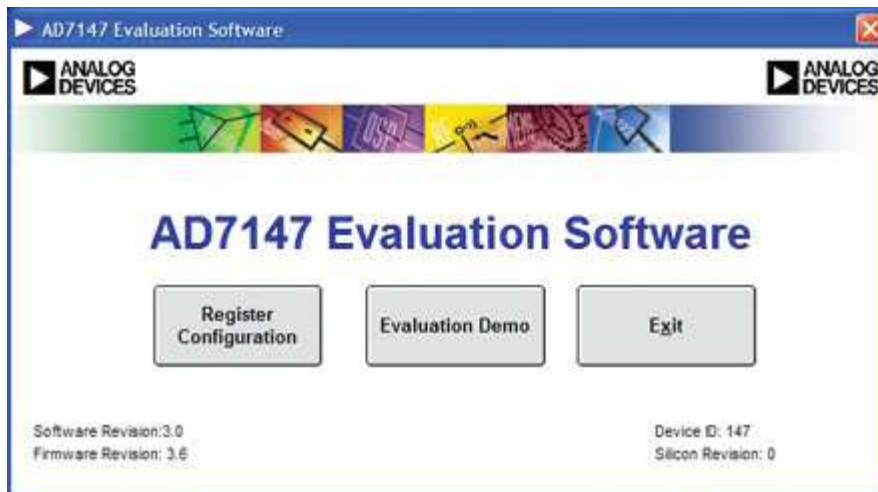 AD7147 Evaluation Software
ANALOG
DEVICES
ANALOG
DEVICES
DSP
AD7147 Evaluation Software
Register
Configuration
Evaluation Demo
Exit
Software Revision:3.0
Firmware Revision: 3.6
Device ID: 147
Silicon Revision: 0